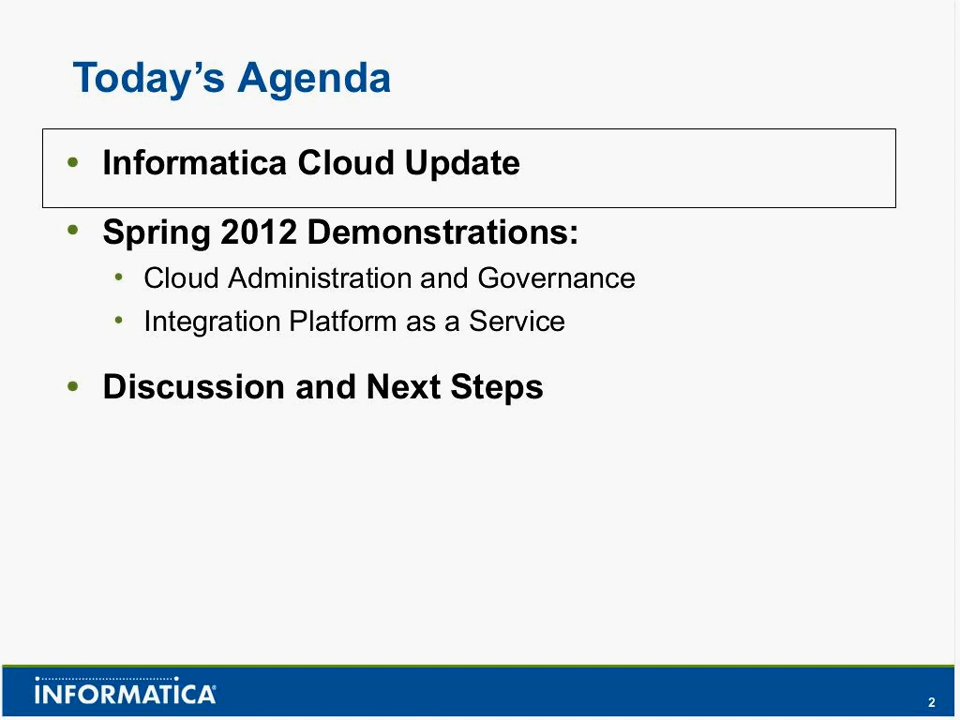 Today’s Agenda
• Informatica Cloud Update
• Spring 2012 Demonstrations:
• Cloud Administration and Governance
• Integration Platform as a Service
• Discussion and Next Steps
INFORMATICA®
2